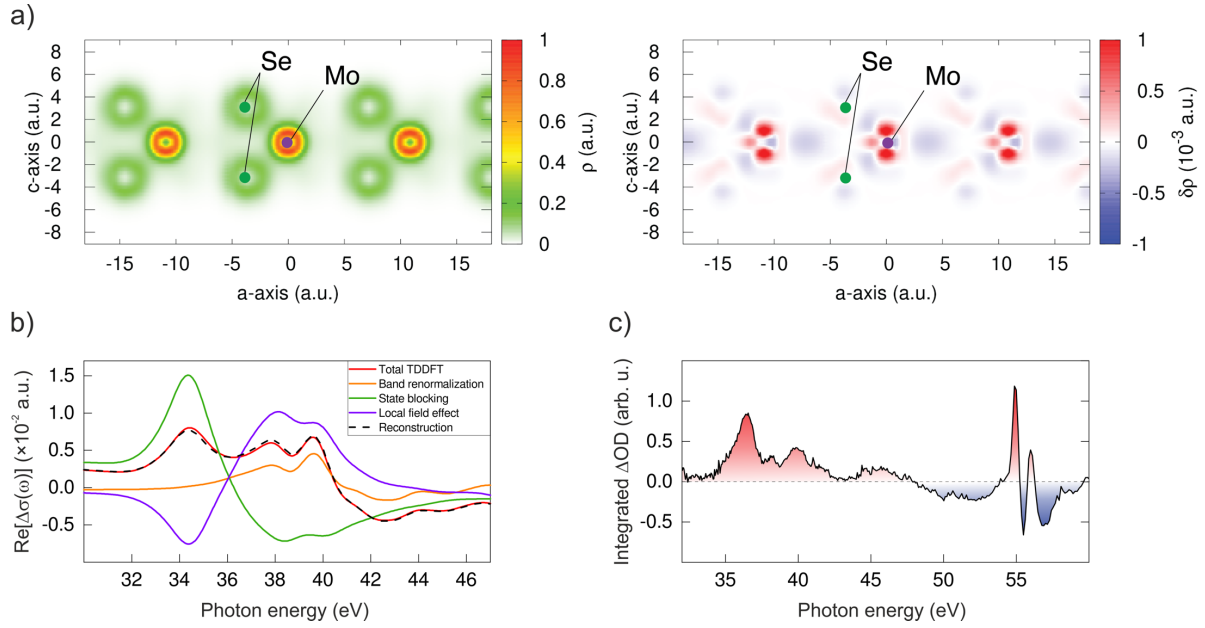 a)
8
6
4
2
0
-2
-4
-6
-8
c-axis (a.u.)
Se
Mo
-15
-10
-5
0
5
10
15
a-axis (a.u.)
1
0.8
0.6
0.4
0.2
0
ρ (a.u.)
8
6
4
2
0
-2
-4
-6
-8
c-axis (a.u.)
Se
Mo
-15
-10
-5
0
5
10
15
a-axis (a.u.)
1
0.5
0
-0.5
-1
δρ (10⁻³ a.u.)
b)
1.5
1.0
0.5
0.0
-0.5
Re[Δσ(ω)] (×10⁻² a.u.)
Total TDDFT
Band renormalization
State blocking
Local field effect
Reconstruction
32
34
36
38
40
42
44
46
Photon energy (eV)
c)
1.0
0.5
0.0
-0.5
Integrated ΔOD (arb. u.)
35
40
45
50
55
Photon energy (eV)